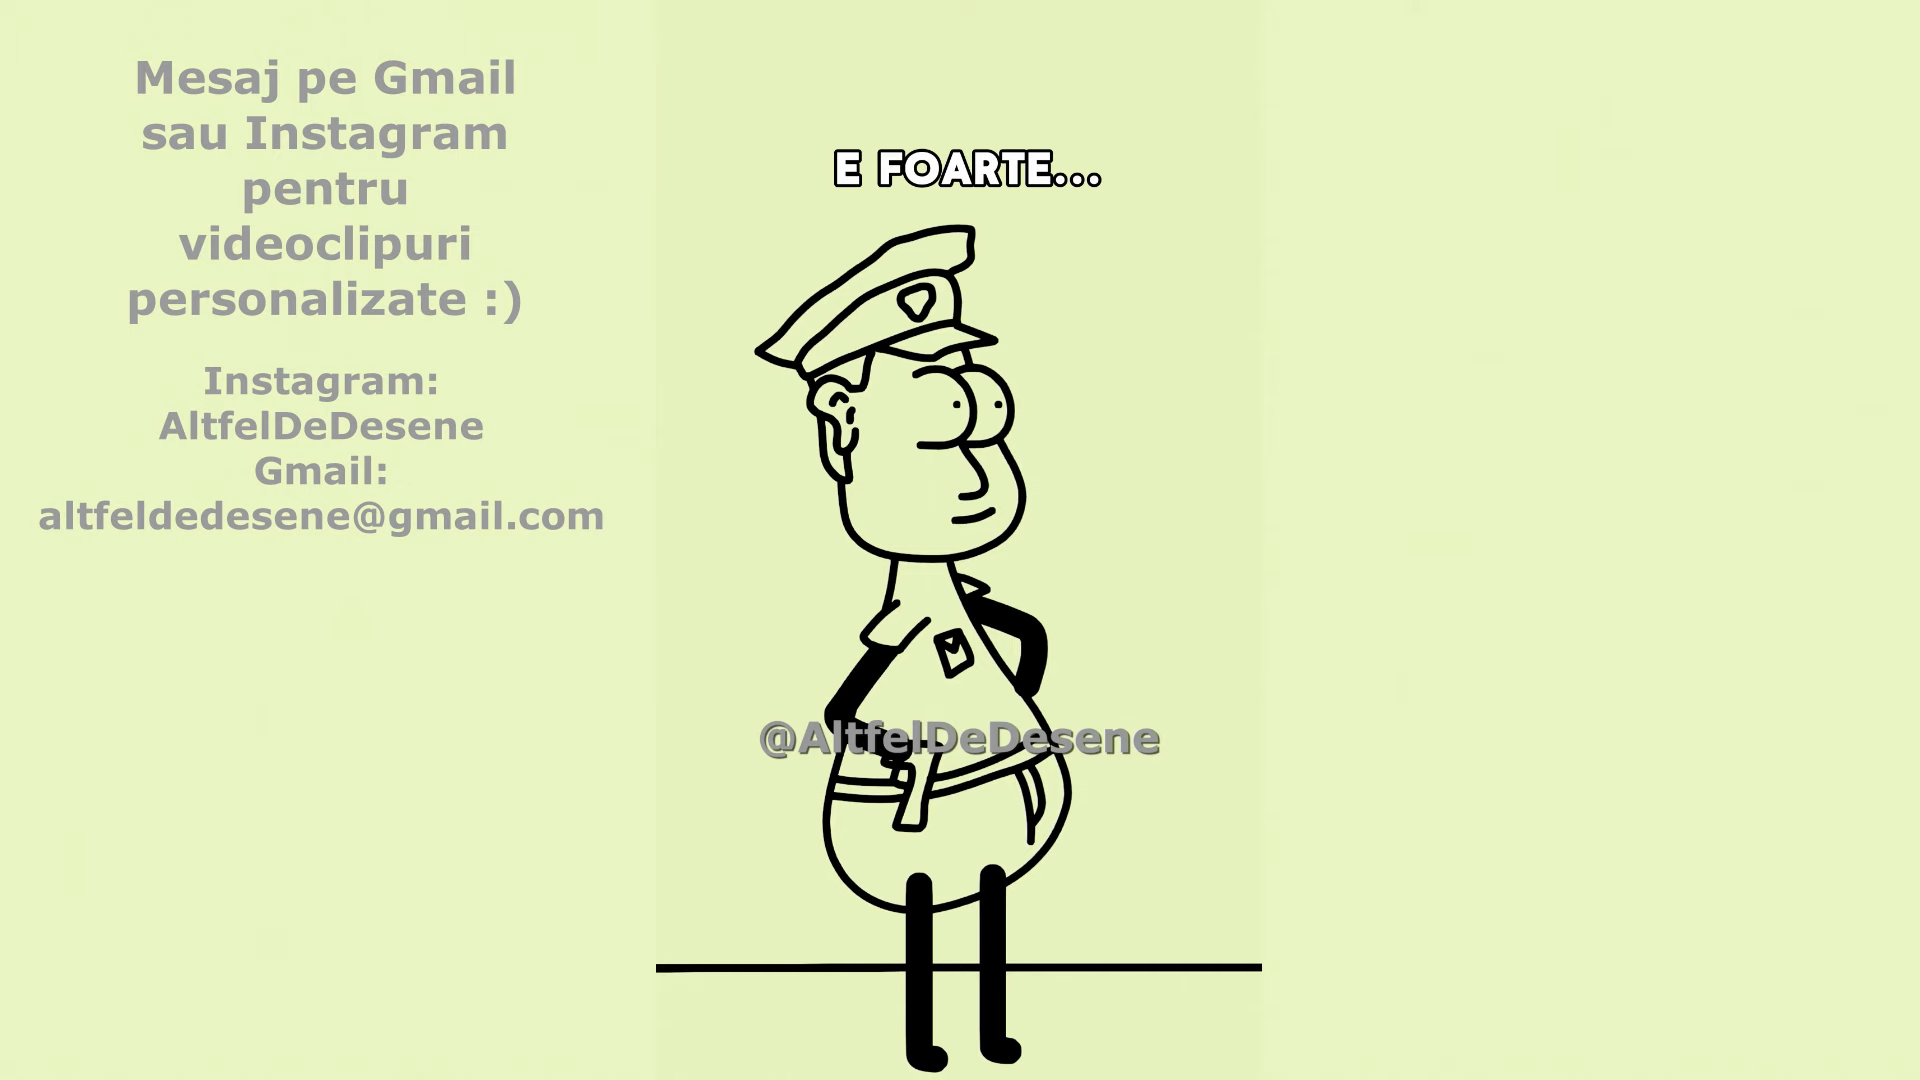 Mesaj pe Gmail
sau Instagram
pentru
videoclipuri
personalizate :)
Instagram:
AltfelDeDesene
Gmail:
altfeldedesene@gmail.com
E FOARTE...
@AltfelDeDesene